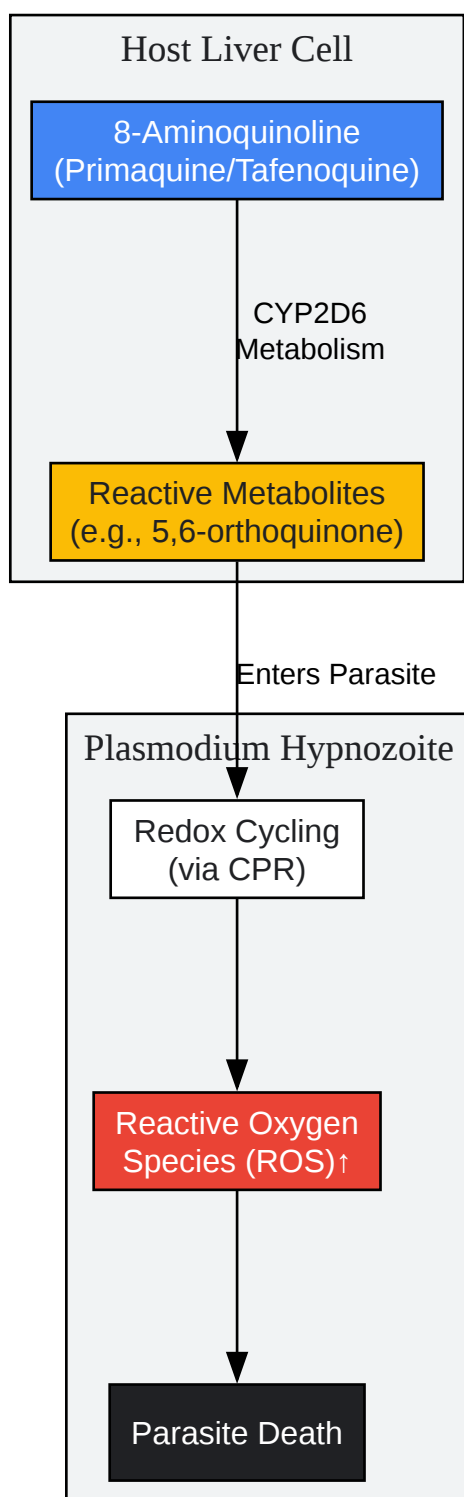 Host Liver Cell
8-Aminoquinoline
(Primaquine/Tafenoquine)
CYP2D6
Metabolism
Reactive Metabolites
(e.g., 5,6-orthoquinone)
Enters Parasite
Plasmodium Hypnozoite
Redox Cycling
(via CPR)
Reactive Oxygen
Species (ROS)↑
Parasite Death